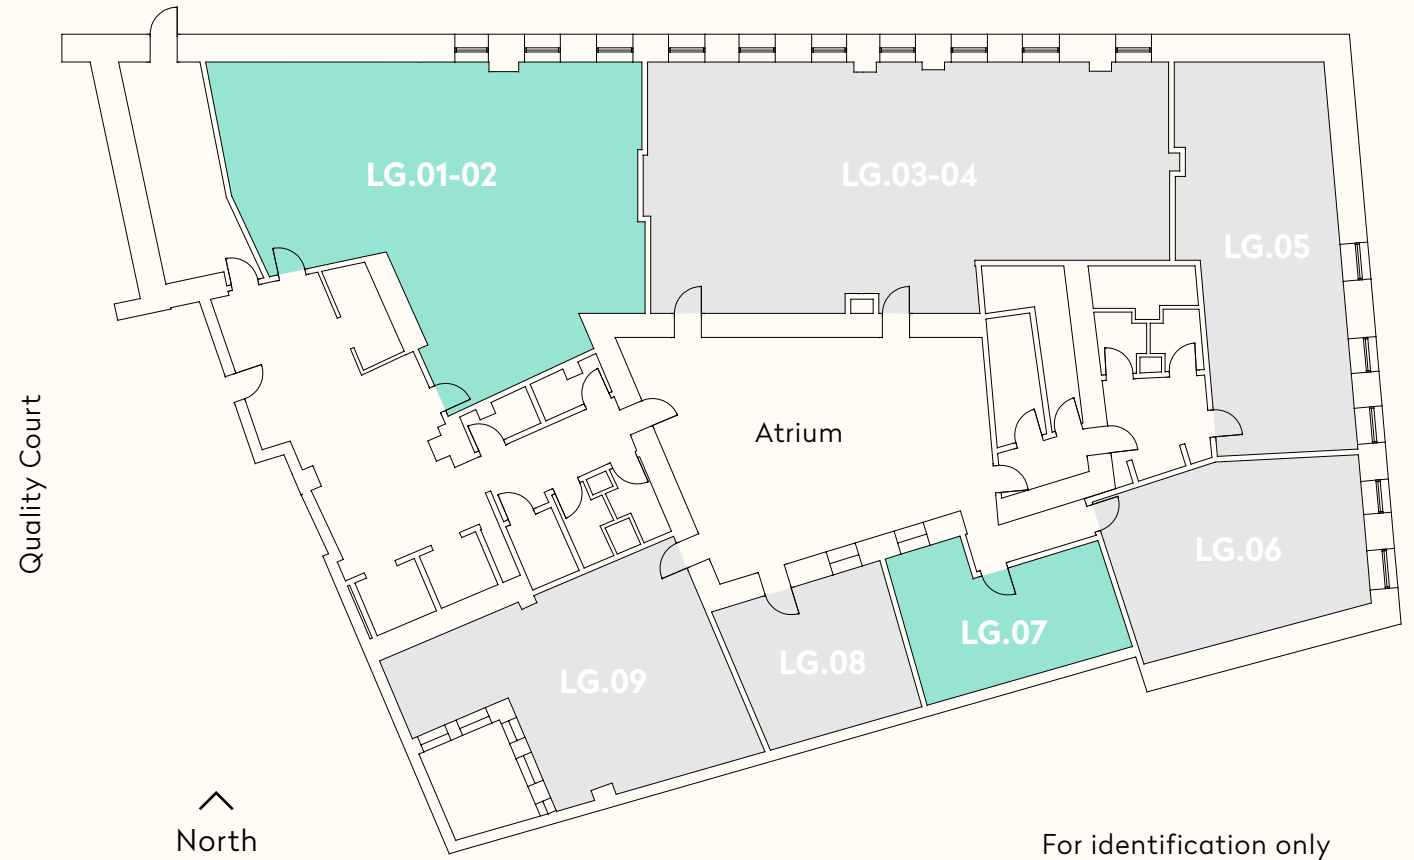 LG.01-02
LG.03-04
LG.05
Quality Court
Atrium
LG.06
LG.07
LG.08
LG.09
North
For identification only